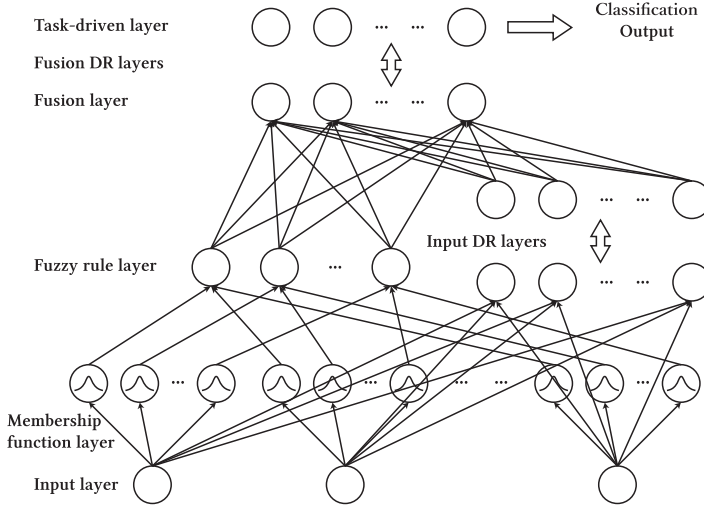 Task-driven layer
... ...
Classification
Output
Fusion DR layers
Fusion layer
... ...
... ...
Input DR layers
Fuzzy rule layer
...
... ...
... ... ... ... ...
Membership
function layer
Input layer